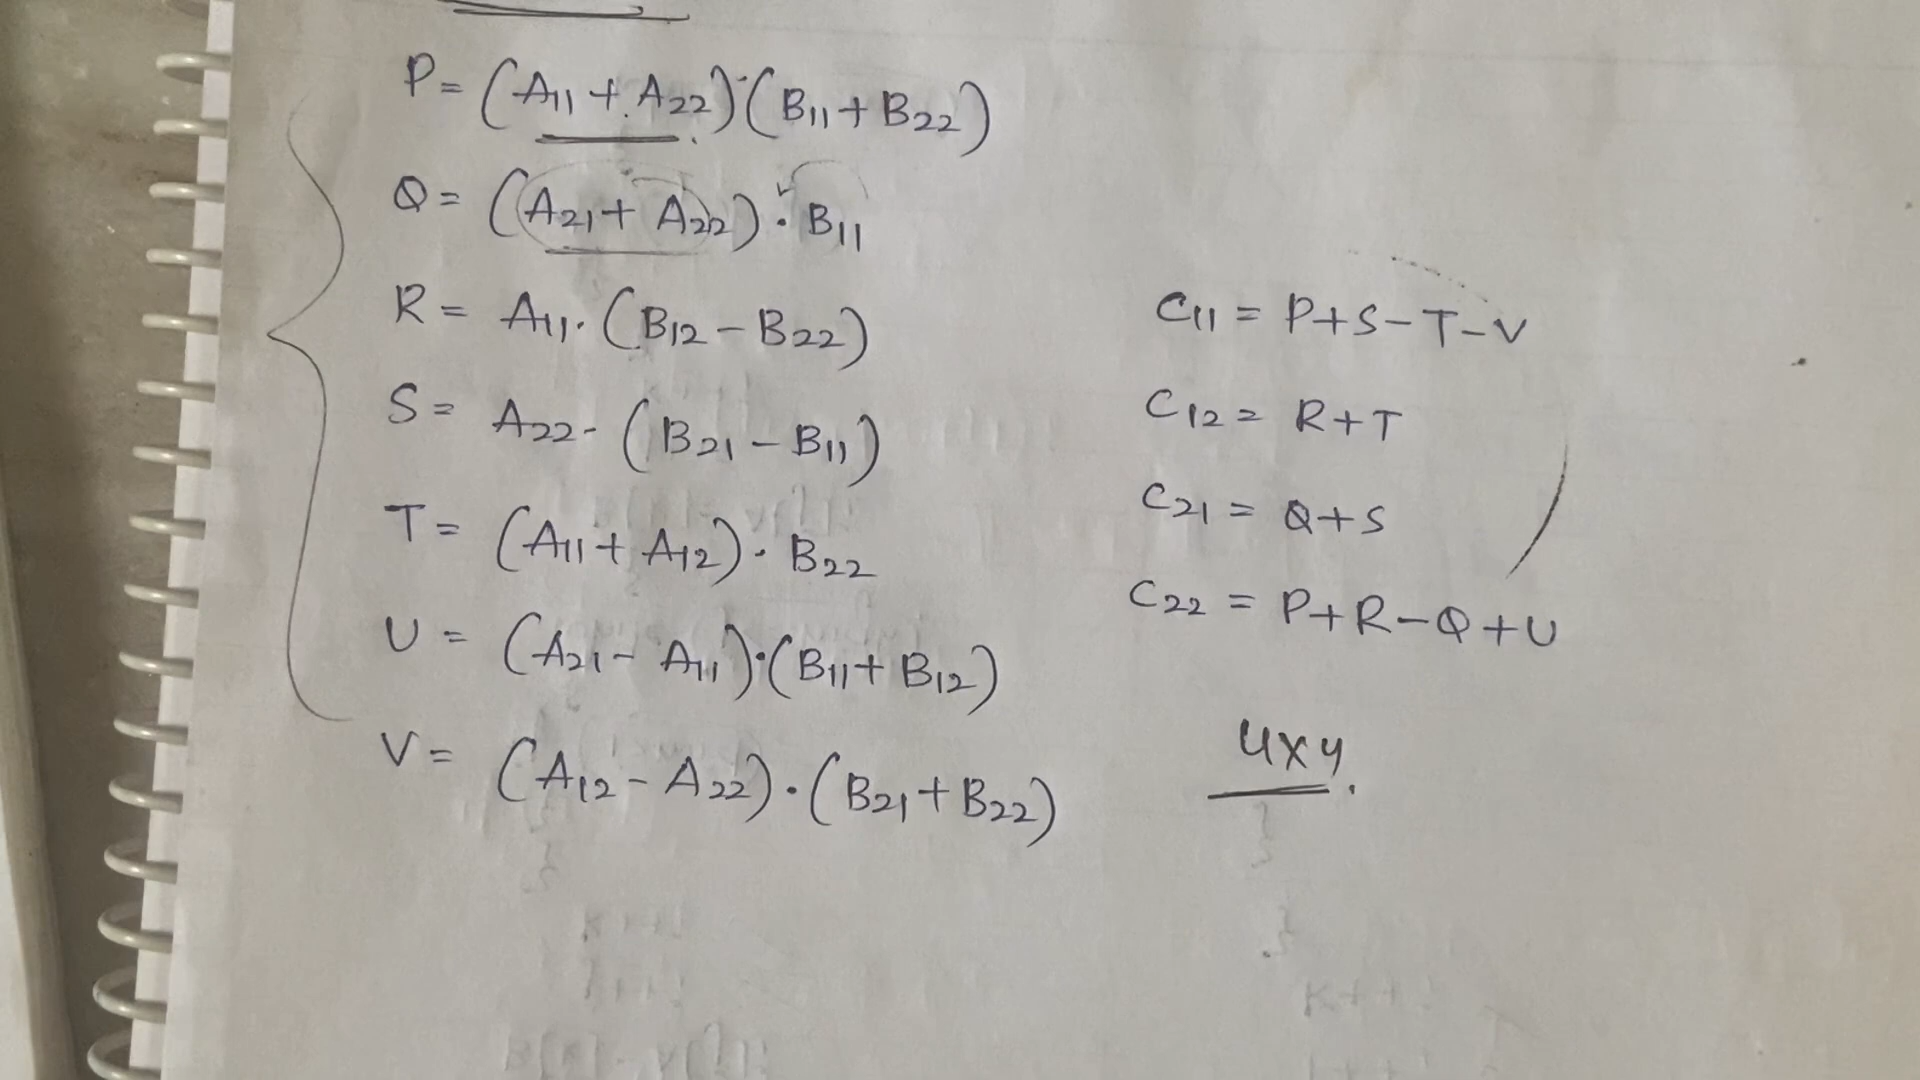 P = (A11 + A22)·(B11 + B22)
Q = (A21 + A22) · B11
R = A11 · (B12 - B22)
S = A22 - (B21 - B11)
T = (A11 + A12) · B22
U = (A21 - A11)·(B11 + B12)
V = (A12 - A22) · (B21 + B22)
C11 = P+S-T-V
C12 = R+T
C21 = Q+S
C22 = P+R-Q+U
4x4.